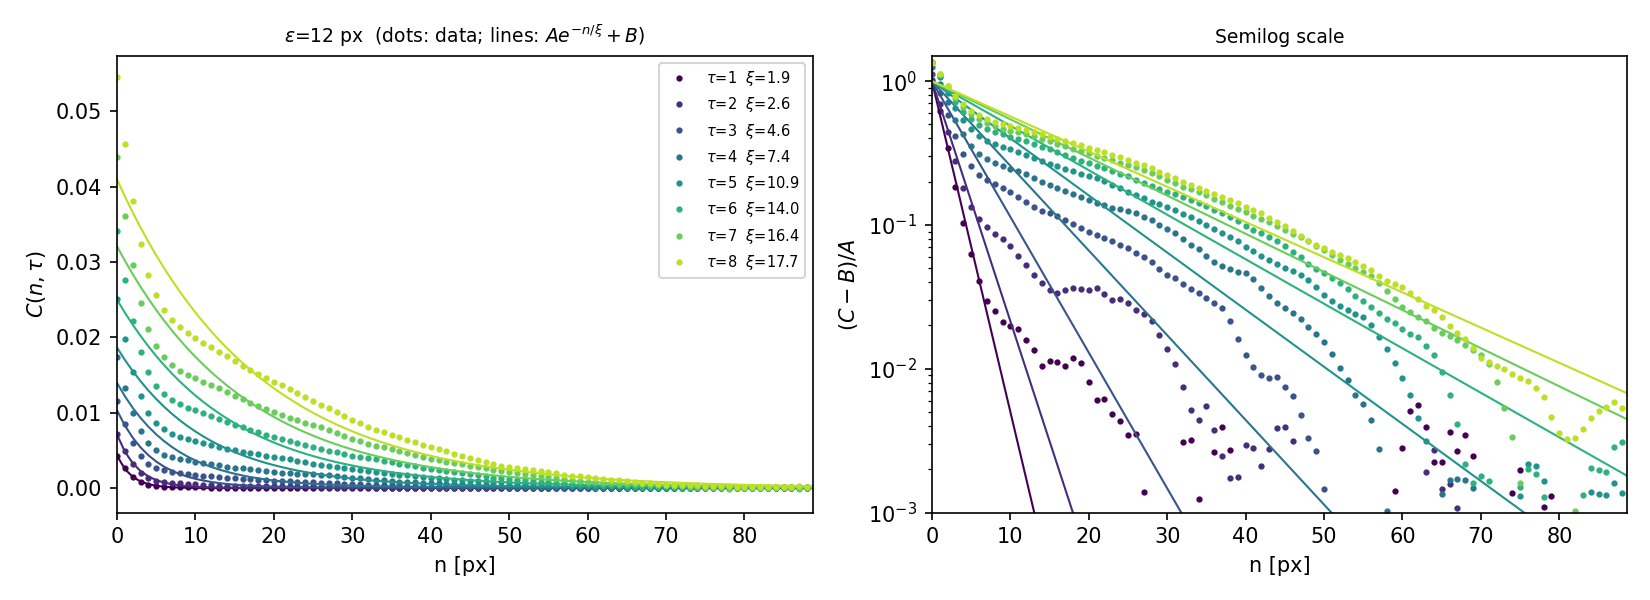 ε=12 px (dots: data; lines: Ae^{-n/ξ} + B)
C(n, τ)
0.05
0.04
0.03
0.02
0.01
0.00
τ=1 ξ=1.9
τ=2 ξ=2.6
τ=3 ξ=4.6
τ=4 ξ=7.4
τ=5 ξ=10.9
τ=6 ξ=14.0
τ=7 ξ=16.4
τ=8 ξ=17.7
0 10 20 30 40 50 60 70 80
n [px]
Semilog scale
(C − B)/A
10^0
10^{-1}
10^{-2}
10^{-3}
0 10 20 30 40 50 60 70 80
n [px]